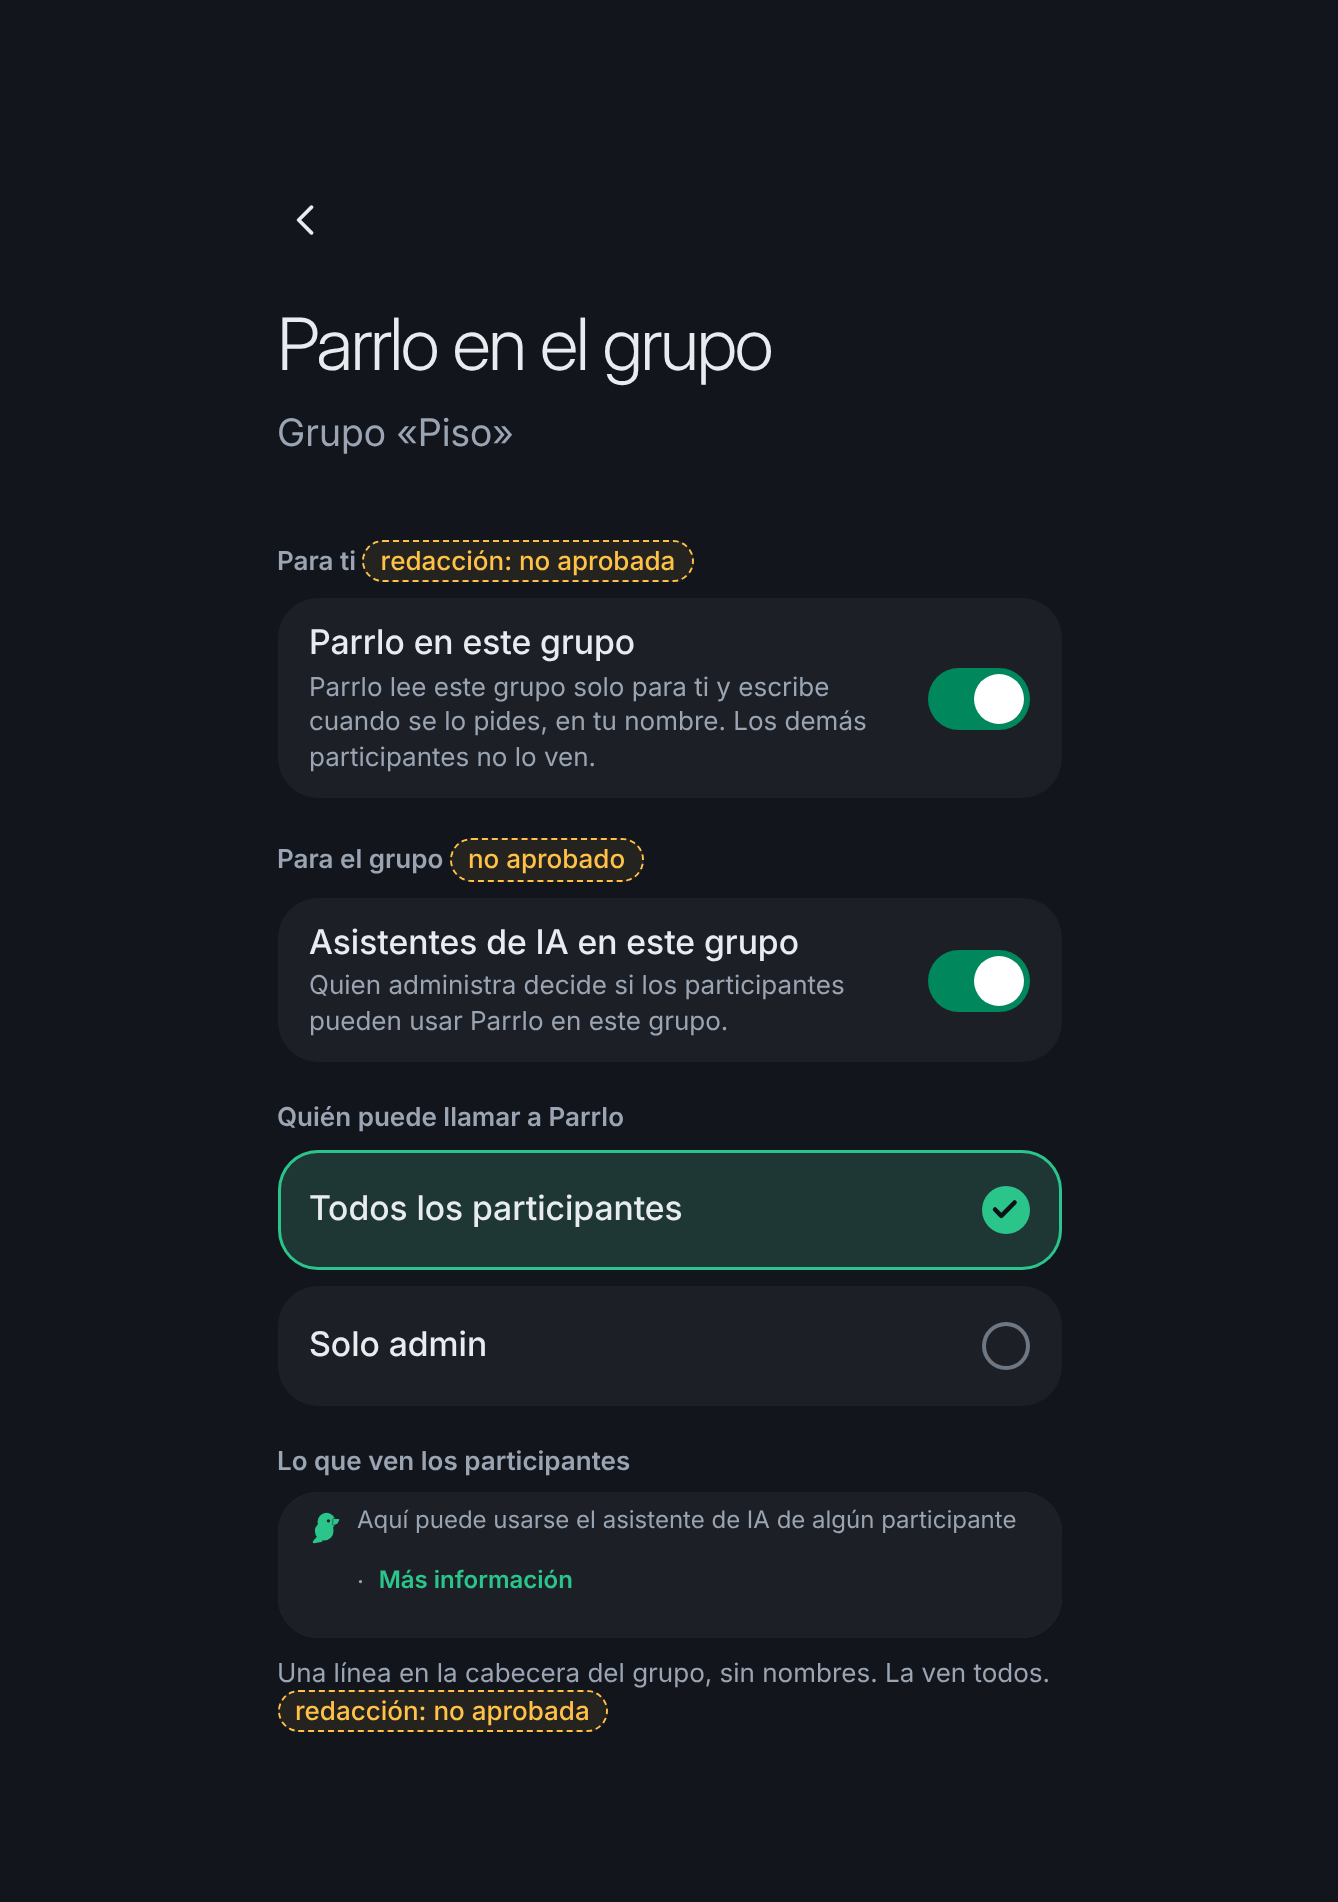 Parrlo en el grupo
Grupo «Piso»
Para ti redacción: no aprobada
Parrlo en este grupo
Parrlo lee este grupo solo para ti y escribe
cuando se lo pides, en tu nombre. Los demás
participantes no lo ven.
Para el grupo no aprobado
Asistentes de IA en este grupo
Quien administra decide si los participantes
pueden usar Parrlo en este grupo.
Quién puede llamar a Parrlo
Todos los participantes
Solo admin
Lo que ven los participantes
Aquí puede usarse el asistente de IA de algún participante
· Más información
Una línea en la cabecera del grupo, sin nombres. La ven todos.
redacción: no aprobada